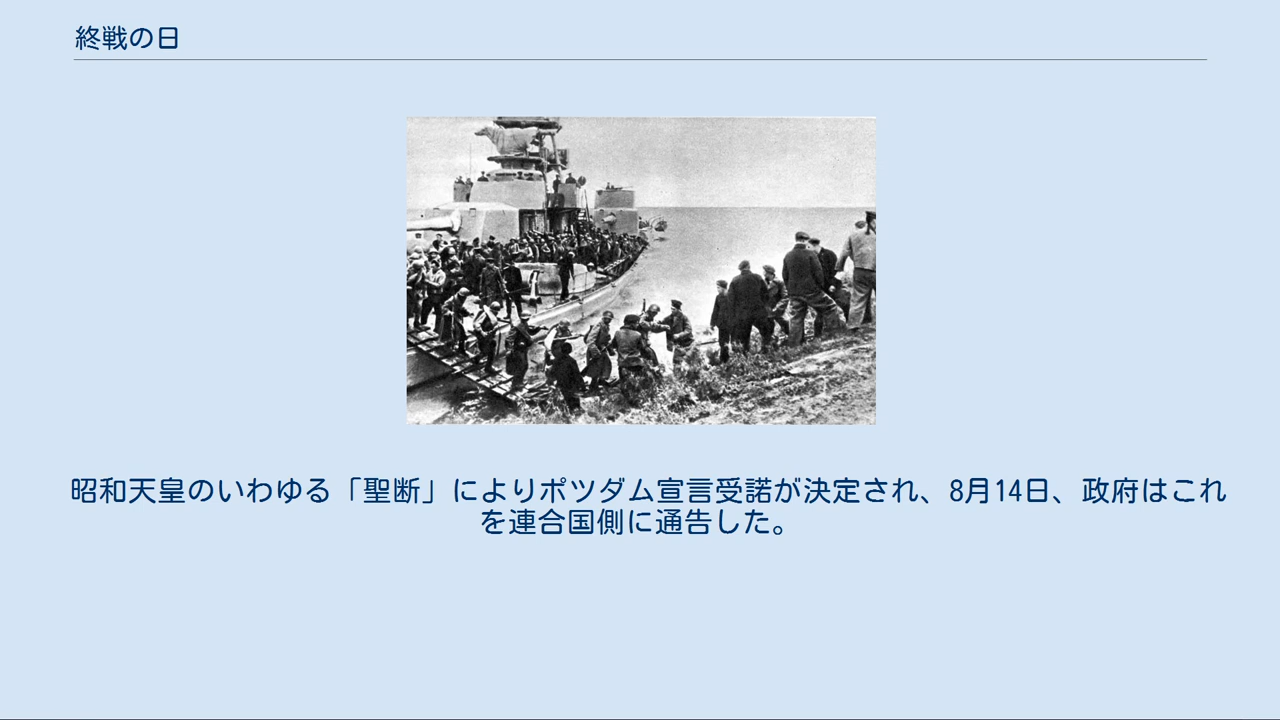 終戦の日
昭和天皇のいわゆる「聖断」によりポツダム宣言受諾が決定され、8月14日、政府はこれ
を連合国側に通告した。